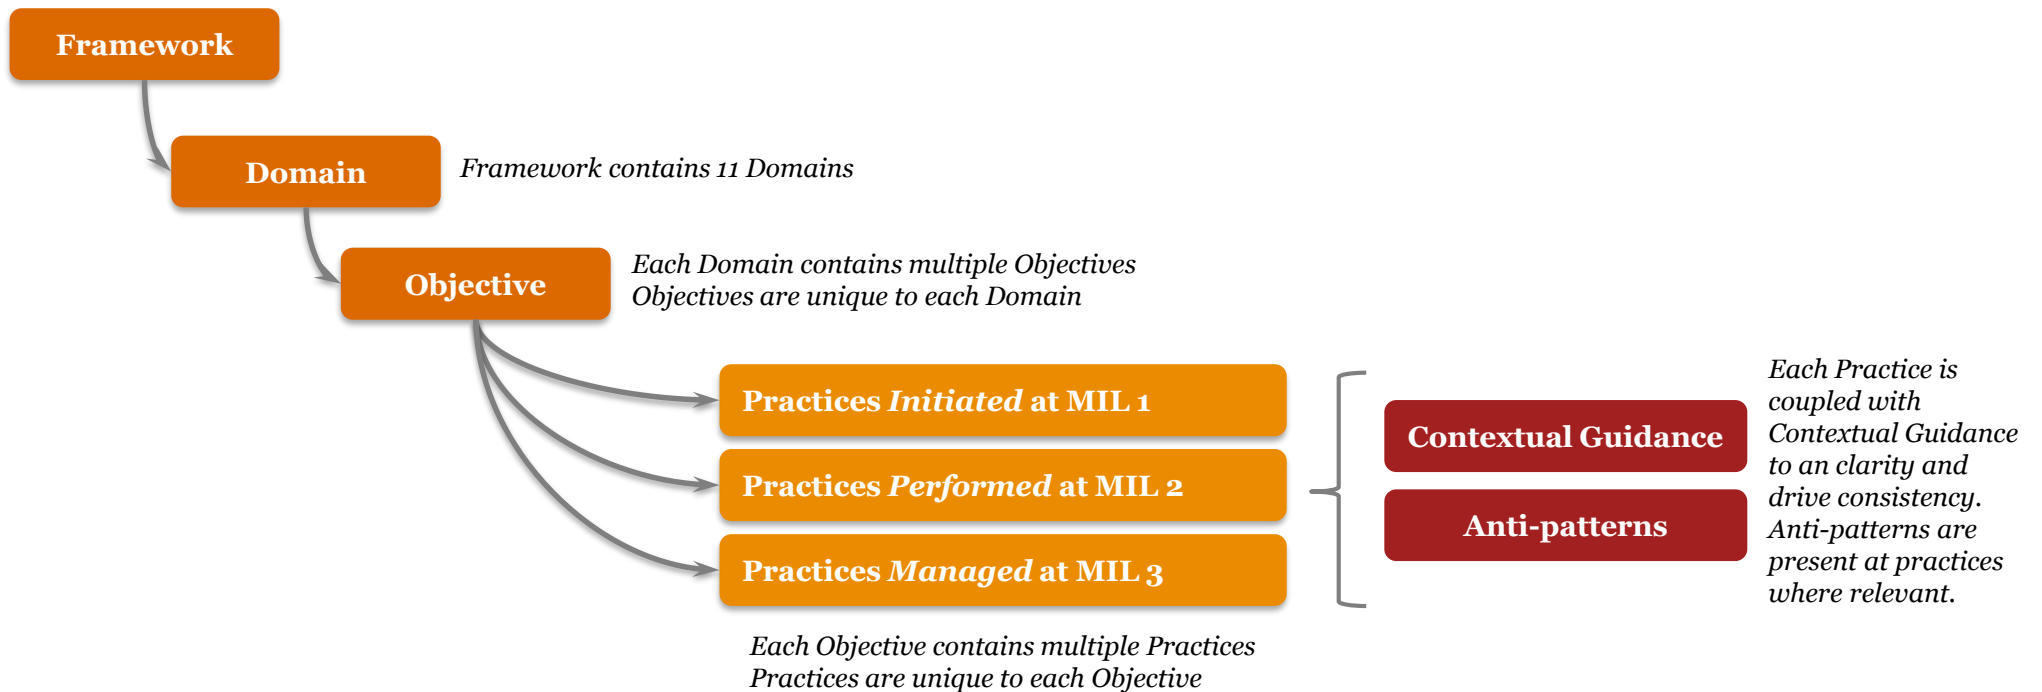 Framework
Domain
Framework contains 11 Domains
Objective
Each Domain contains multiple Objectives
Objectives are unique to each Domain
Practices Initiated at MIL 1
Practices Performed at MIL 2
Practices Managed at MIL 3
Each Objective contains multiple Practices
Practices are unique to each Objective
Contextual Guidance
Anti-patterns
Each Practice is
coupled with
Contextual Guidance
to an clarity and
drive consistency.
Anti-patterns are
present at practices
where relevant.